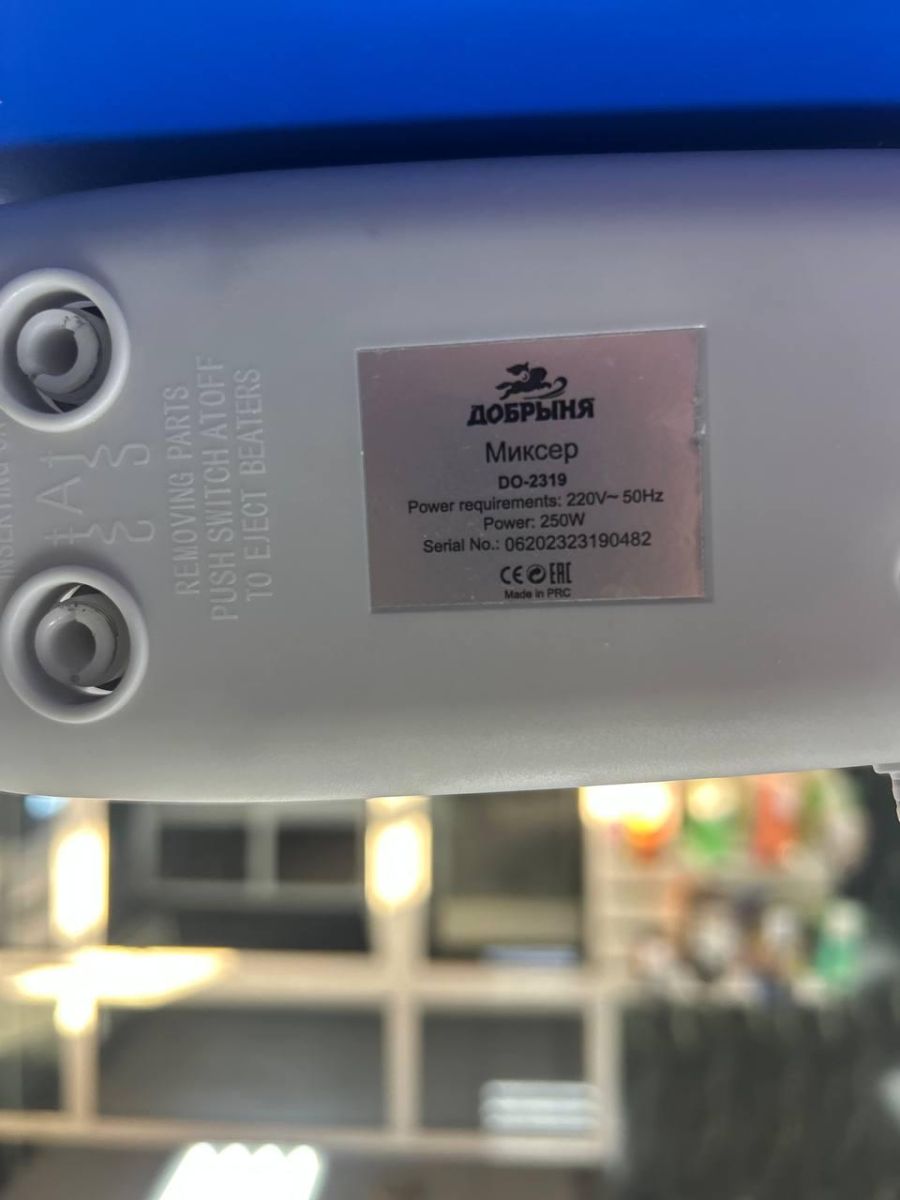 ДОБРЫНЯ
Миксер
DO-2319
Power requirements: 220V~ 50Hz
Power: 250W
Serial No.: 06202323190482
CE EAC
Made in PRC
REMOVING PARTS
PUSH SWITCH ATOFF
TO EJECT BEATERS